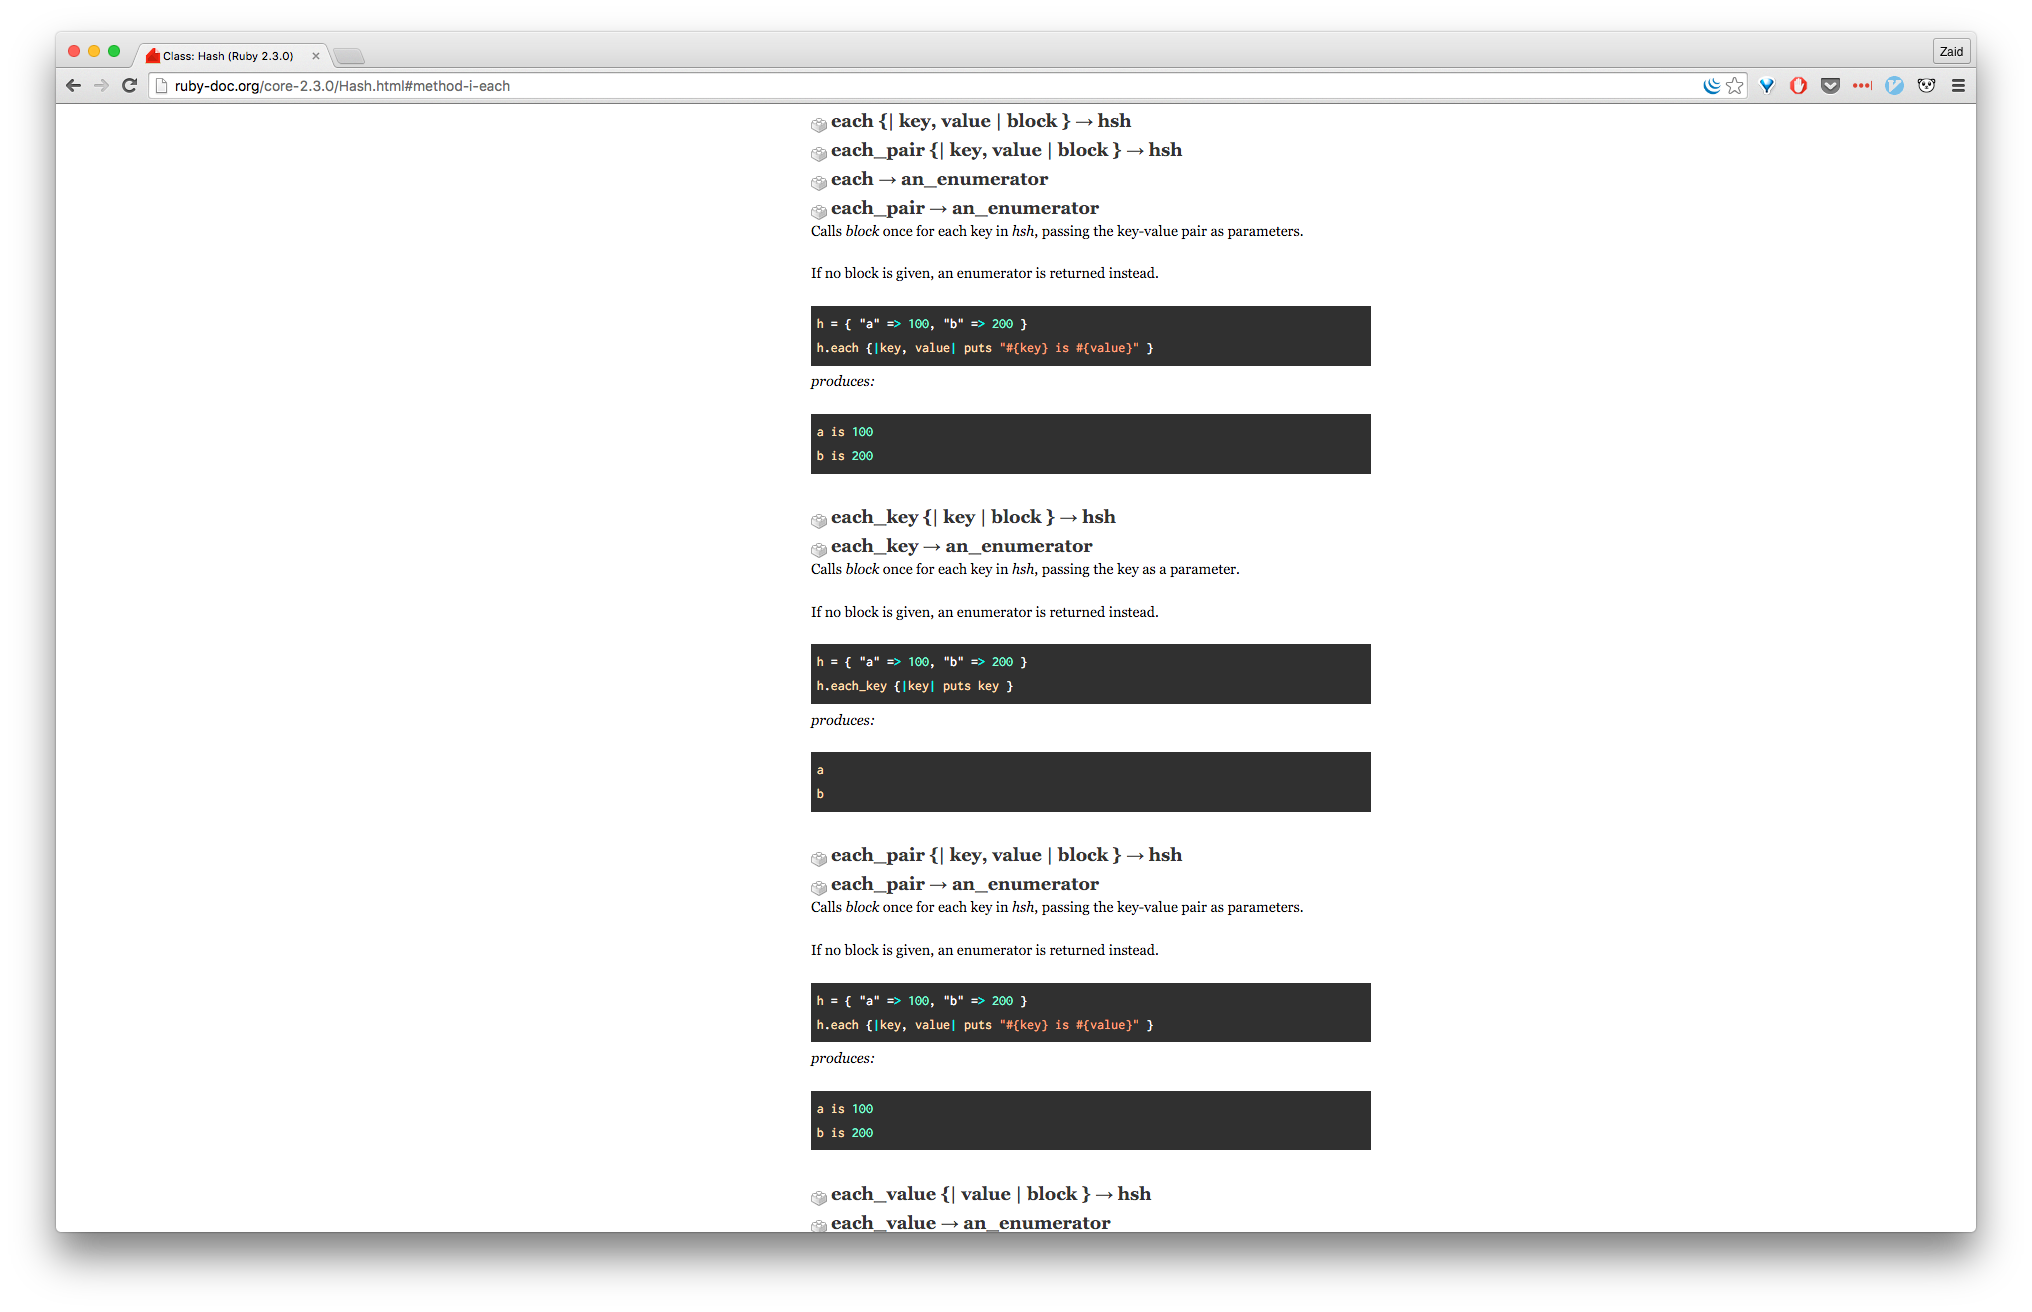 Class: Hash (Ruby 2.3.0)
Zaid
ruby-doc.org/core-2.3.0/Hash.html#method-i-each
each {| key, value | block } → hsh
each_pair {| key, value | block } → hsh
each → an_enumerator
each_pair → an_enumerator
Calls block once for each key in hsh, passing the key-value pair as parameters.
If no block is given, an enumerator is returned instead.
h = { "a" => 100, "b" => 200 }
h.each {|key, value| puts "#{key} is #{value}" }
produces:
a is 100
b is 200
each_key {| key | block } → hsh
each_key → an_enumerator
Calls block once for each key in hsh, passing the key as a parameter.
If no block is given, an enumerator is returned instead.
h = { "a" => 100, "b" => 200 }
h.each_key {|key| puts key }
produces:
a
b
each_pair {| key, value | block } → hsh
each_pair → an_enumerator
Calls block once for each key in hsh, passing the key-value pair as parameters.
If no block is given, an enumerator is returned instead.
h = { "a" => 100, "b" => 200 }
h.each {|key, value| puts "#{key} is #{value}" }
produces:
a is 100
b is 200
each_value {| value | block } → hsh
each_value → an_enumerator